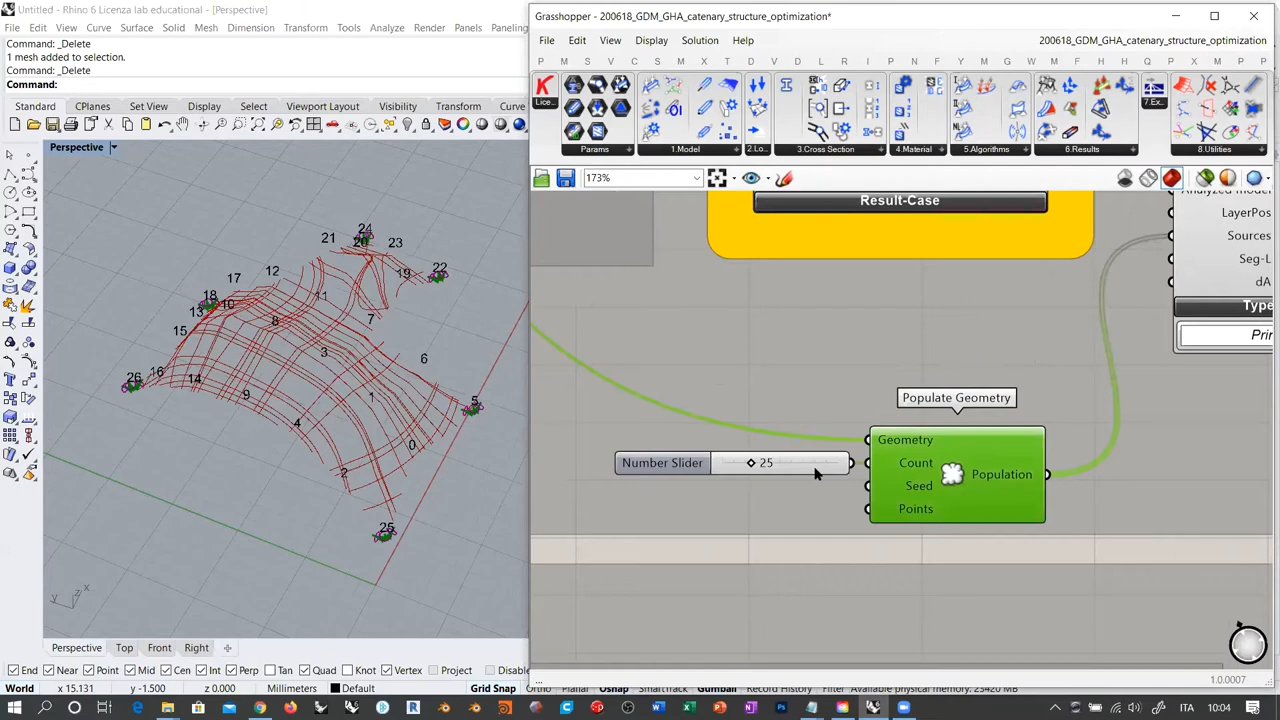 Untitled - Rhino 6 Licenza lab educational - [Perspective]
File Edit View Curve Surface Solid Mesh Dimension Transform Tools Analyze Render Panels
Command: _Delete
1 mesh added to selection.
Command: _Delete
Command:
Standard CPlanes Set View Display Select Viewport Layout Visibility Transform Curve
Perspective
24
21 20 23
17 12 22
18 19
13 10 11
15 8 7
3 6
26 16 14
9 1 5
4
0
2
25
Perspective Top Front Right
End Near Point Mid Cen Int Perp Tan Quad Knot Vertex Project Disable
World x 15.131 y -1.500 z 0.000 Millimeters Default Grid Snap Ortho Planar Osnap SmartTrack Gumball Record History Filter Available physical memory: 23420 MB
Grasshopper - 200618_GDM_GHA_catenary_structure_optimization*
File Edit View Display Solution Help
200618_GDM_GHA_catenary_structure_optimization
Lice...
Params 1.Model 2.Lo... 3.Cross Section 4.Material 5.Algorithms 6.Results 7.Ex... 8.Utilities
173%
Result-Case
LayerPos
Sources
Seg-L
dA
Populate Geometry
Geometry
Number Slider 25
Count
Seed
Population
Points
...
1.0.0007
ITA 10:04